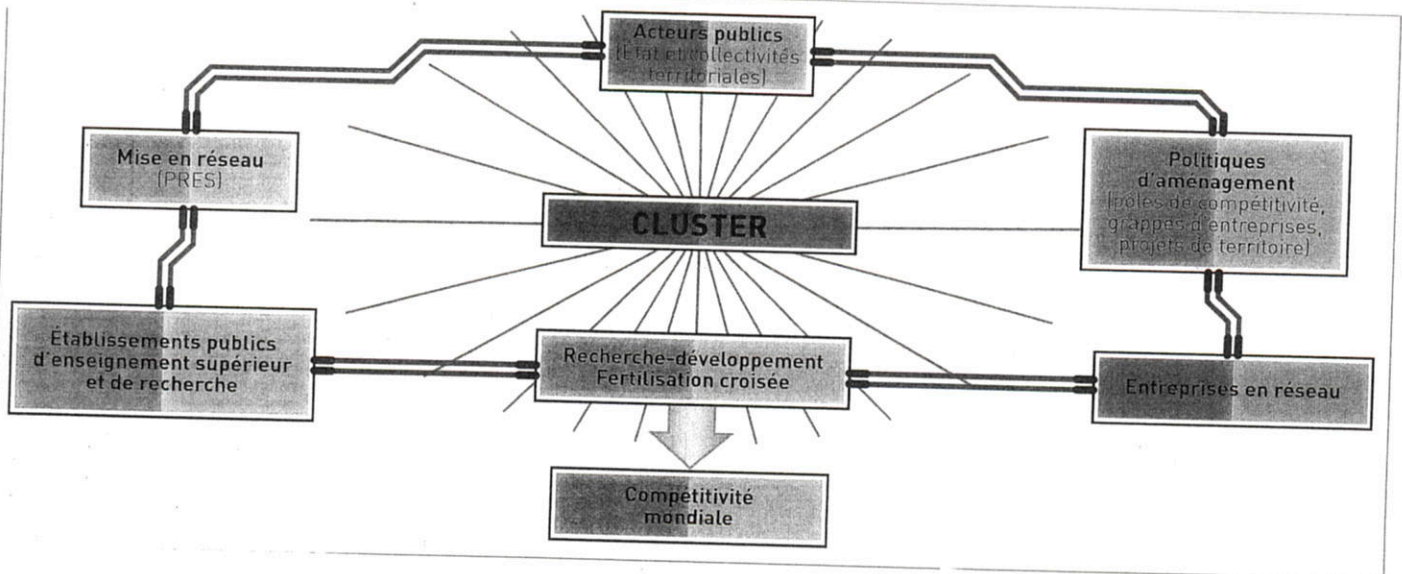 Acteurs publics
(État et collectivités
territoriales)
Mise en réseau
(PRES)
Politiques
d'aménagement
(pôles de compétitivité,
grappes d'entreprises,
projets de territoire)
CLUSTER
Établissements publics
d'enseignement supérieur
et de recherche
Recherche-développement
Fertilisation croisée
Entreprises en réseau
Compétitivité
mondiale